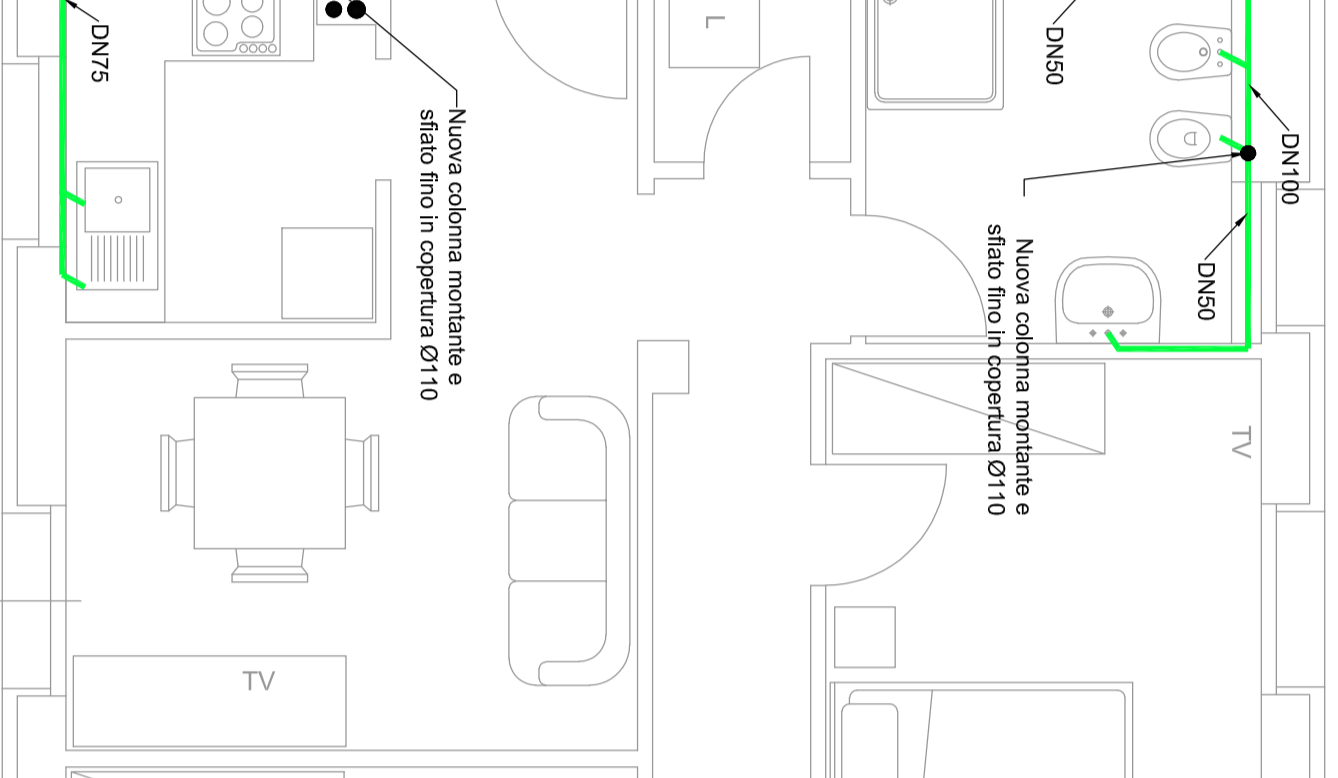 DN75
Nuova colonna montante e
sfiato fino in copertura Ø110
L
DN50
DN100
DN50
Nuova colonna montante e
sfiato fino in copertura Ø110
TV
TV